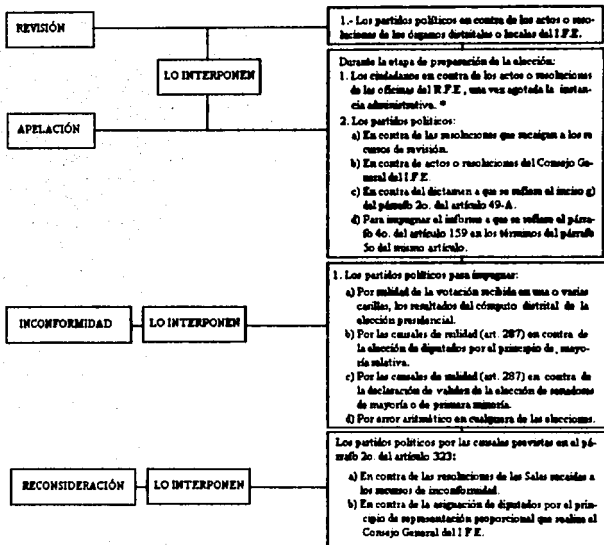 REVISIÓN
LO INTERPONEN
APELACIÓN
1.- Los partidos políticos en contra de los actos o reso-
luciones de los órganos distritales o locales del I.F.E.
Durante la etapa de preparación de la elección:
1. Los ciudadanos en contra de los actos o resoluciones
de las oficinas del R.F.E, una vez agotada la instan-
cia administrativa. *
2. Los partidos políticos:
a) En contra de las resoluciones que recaigan a los re
cursos de revisión.
b) En contra de actos o resoluciones del Consejo Ge-
neral del I.F.E.
c) En contra del dictamen a que se refiere el inciso g)
del párrafo 2o. del artículo 49-A.
d) Para impugnar el informe a que se refiere el párra-
fo 4o. del artículo 159 en los términos del párrafo
5o del mismo artículo.
INCONFORMIDAD
LO INTERPONEN
1. Los partidos políticos para impugnar:
a) Por nulidad de la votación recibida en una o varias
casillas, los resultados del cómputo distrital de la
elección presidencial.
b) Por las causales de nulidad (art. 287) en contra de
la elección de diputados por el principio de mayo-
ría relativa.
c) Por las causales de nulidad (art. 287) en contra de
la declaración de validez de la elección de senadores
de mayoría o de primera minoría.
d) Por error aritmético en cualquiera de las elecciones.
RECONSIDERACIÓN
LO INTERPONEN
Los partidos políticos por las causales previstas en el pá-
rrafo 2o. del artículo 323:
a) En contra de las resoluciones de las Salas recaídas a
los recursos de inconformidad.
b) En contra de la asignación de diputados por el prin-
cipio de representación proporcional que realice el
Consejo General del I F E.